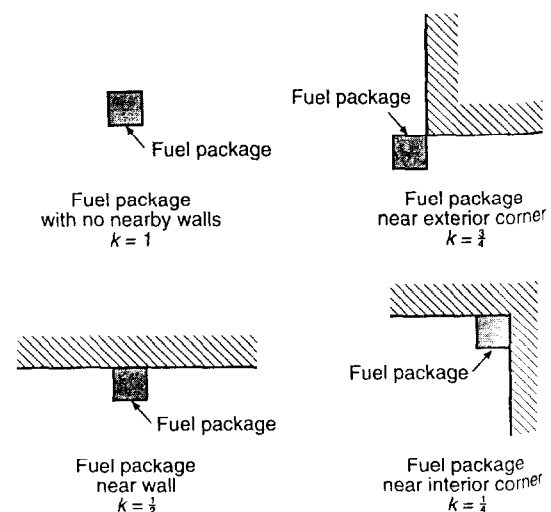 Fuel package
Fuel package
with no nearby walls
k = 1
Fuel package
Fuel package
near exterior corner
k = ¾
Fuel package
Fuel package
near wall
k = ½
Fuel package
Fuel package
near interior corner
k = ¼